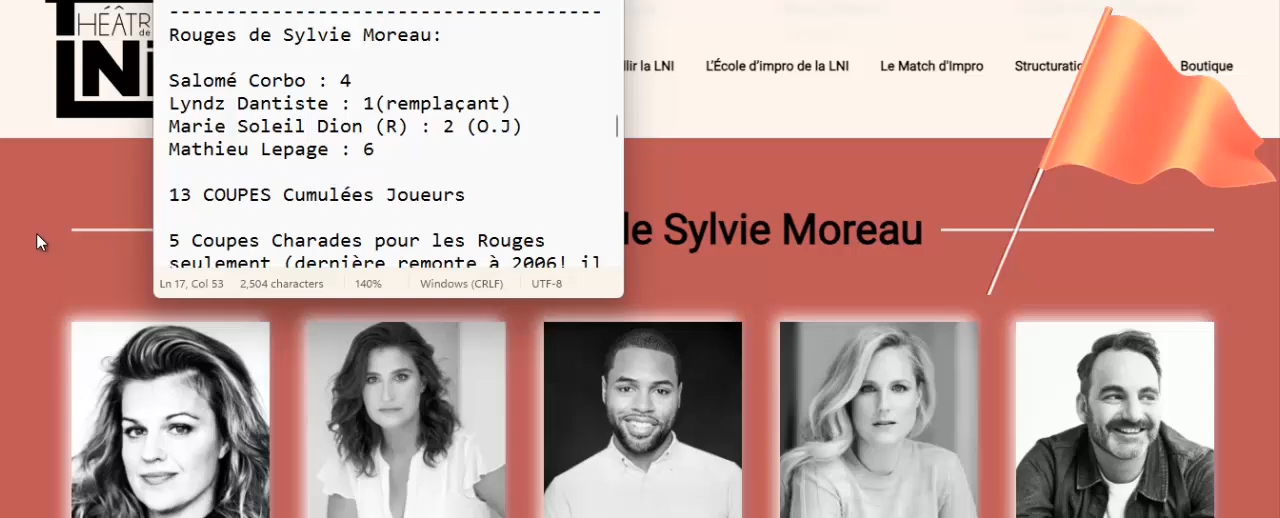 THÉÂTR
de
LNi
------------------------------------
Rouges de Sylvie Moreau:
Salomé Corbo : 4
Lyndz Dantiste : 1(remplaçant)
Marie Soleil Dion (R) : 2 (O.J)
Mathieu Lepage : 6
13 COUPES Cumulées Joueurs
5 Coupes Charades pour les Rouges
seulement (dernière remonte à 2006! il
Ln 17, Col 53 2,504 characters 140% Windows (CRLF) UTF-8
llir la LNI L'École d'impro de la LNI Le Match d'Impro Structuratio Boutique
de Sylvie Moreau